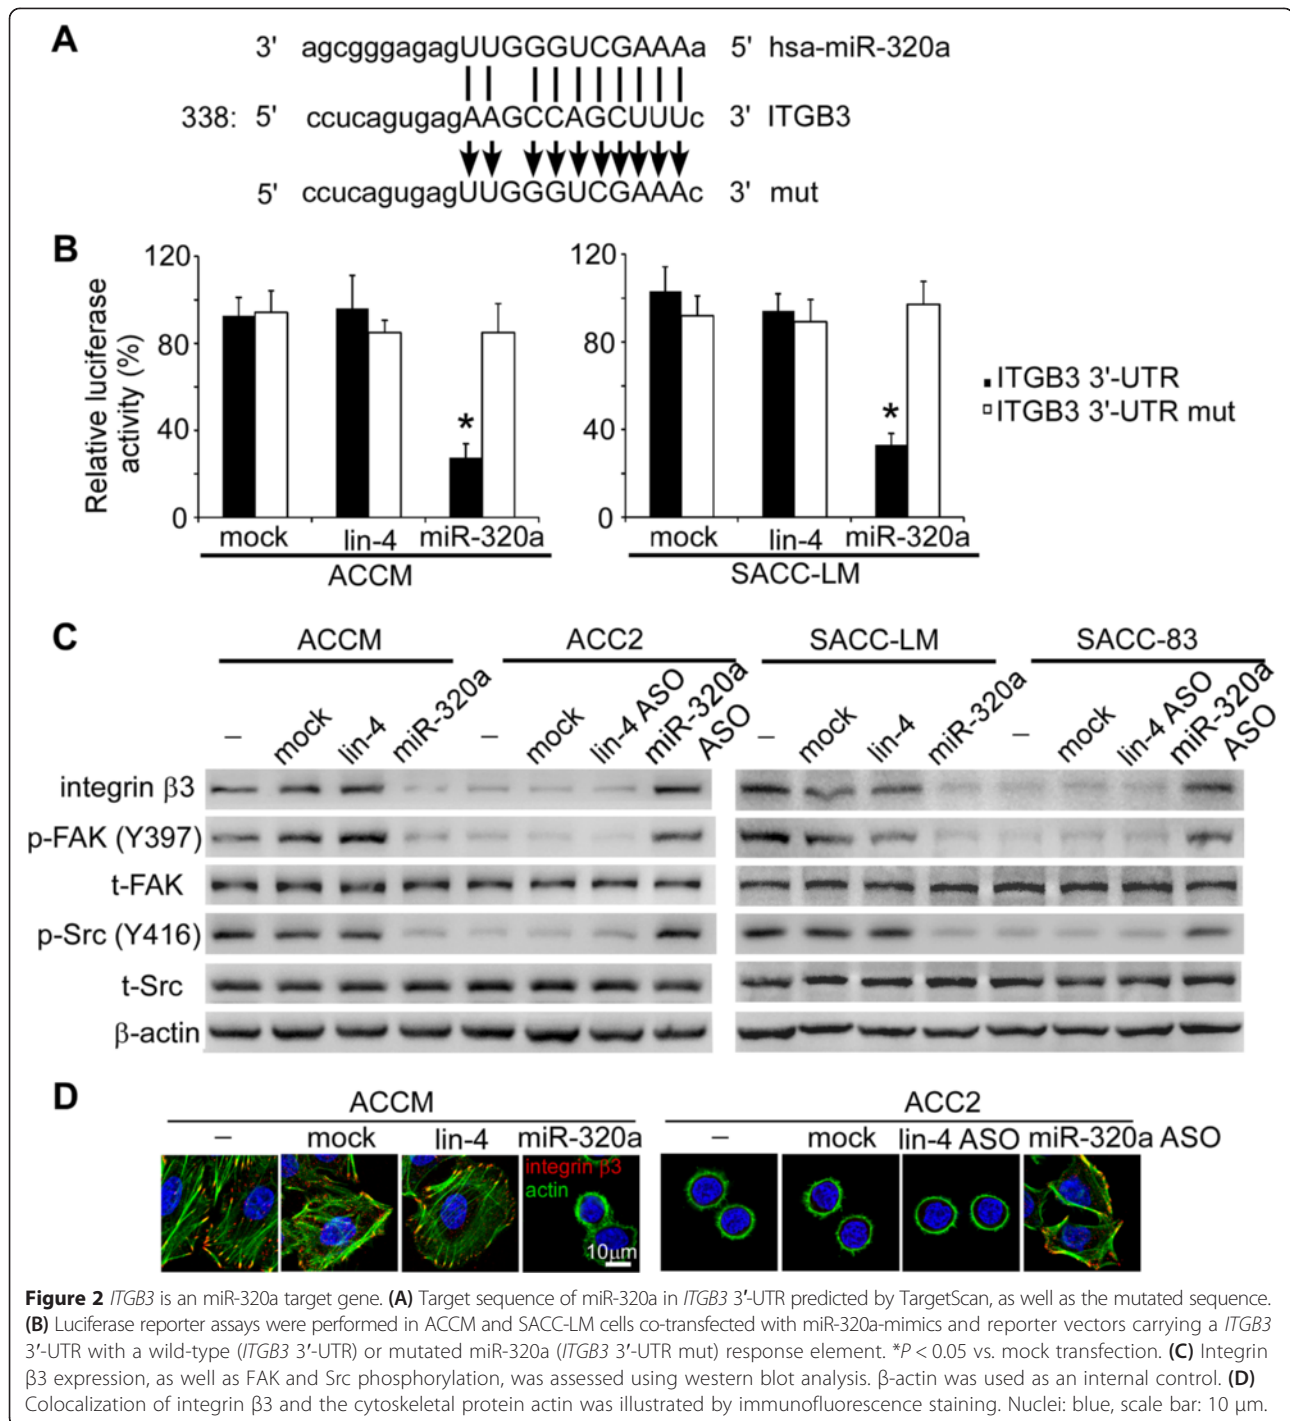 A
3' agcgggagagUUGGGUCGAAAa 5' hsa-miR-320a
338: 5' ccucagugagAAGCCAGCUUUc 3' ITGB3
5' ccucagugagUUGGGUCGAAAc 3' mut
B
Relative luciferase
activity (%)
120
80
40
0
*
mock lin-4 miR-320a
ACCM
120
80
40
0
*
mock lin-4 miR-320a
SACC-LM
ITGB3 3'-UTR
ITGB3 3'-UTR mut
C
ACCM ACC2 SACC-LM SACC-83
– mock lin-4 miR-320a – mock lin-4 ASO miR-320a ASO – mock lin-4 miR-320a – mock lin-4 ASO miR-320a ASO
integrin β3
p-FAK (Y397)
t-FAK
p-Src (Y416)
t-Src
β-actin
D
ACCM ACC2
– mock lin-4 miR-320a – mock lin-4 ASO miR-320a ASO
integrin β3
actin
10μm
Figure 2 ITGB3 is an miR-320a target gene. (A) Target sequence of miR-320a in ITGB3 3′-UTR predicted by TargetScan, as well as the mutated sequence.
(B) Luciferase reporter assays were performed in ACCM and SACC-LM cells co-transfected with miR-320a-mimics and reporter vectors carrying a ITGB3
3′-UTR with a wild-type (ITGB3 3′-UTR) or mutated miR-320a (ITGB3 3′-UTR mut) response element. *P < 0.05 vs. mock transfection. (C) Integrin
β3 expression, as well as FAK and Src phosphorylation, was assessed using western blot analysis. β-actin was used as an internal control. (D)
Colocalization of integrin β3 and the cytoskeletal protein actin was illustrated by immunofluorescence staining. Nuclei: blue, scale bar: 10 μm.